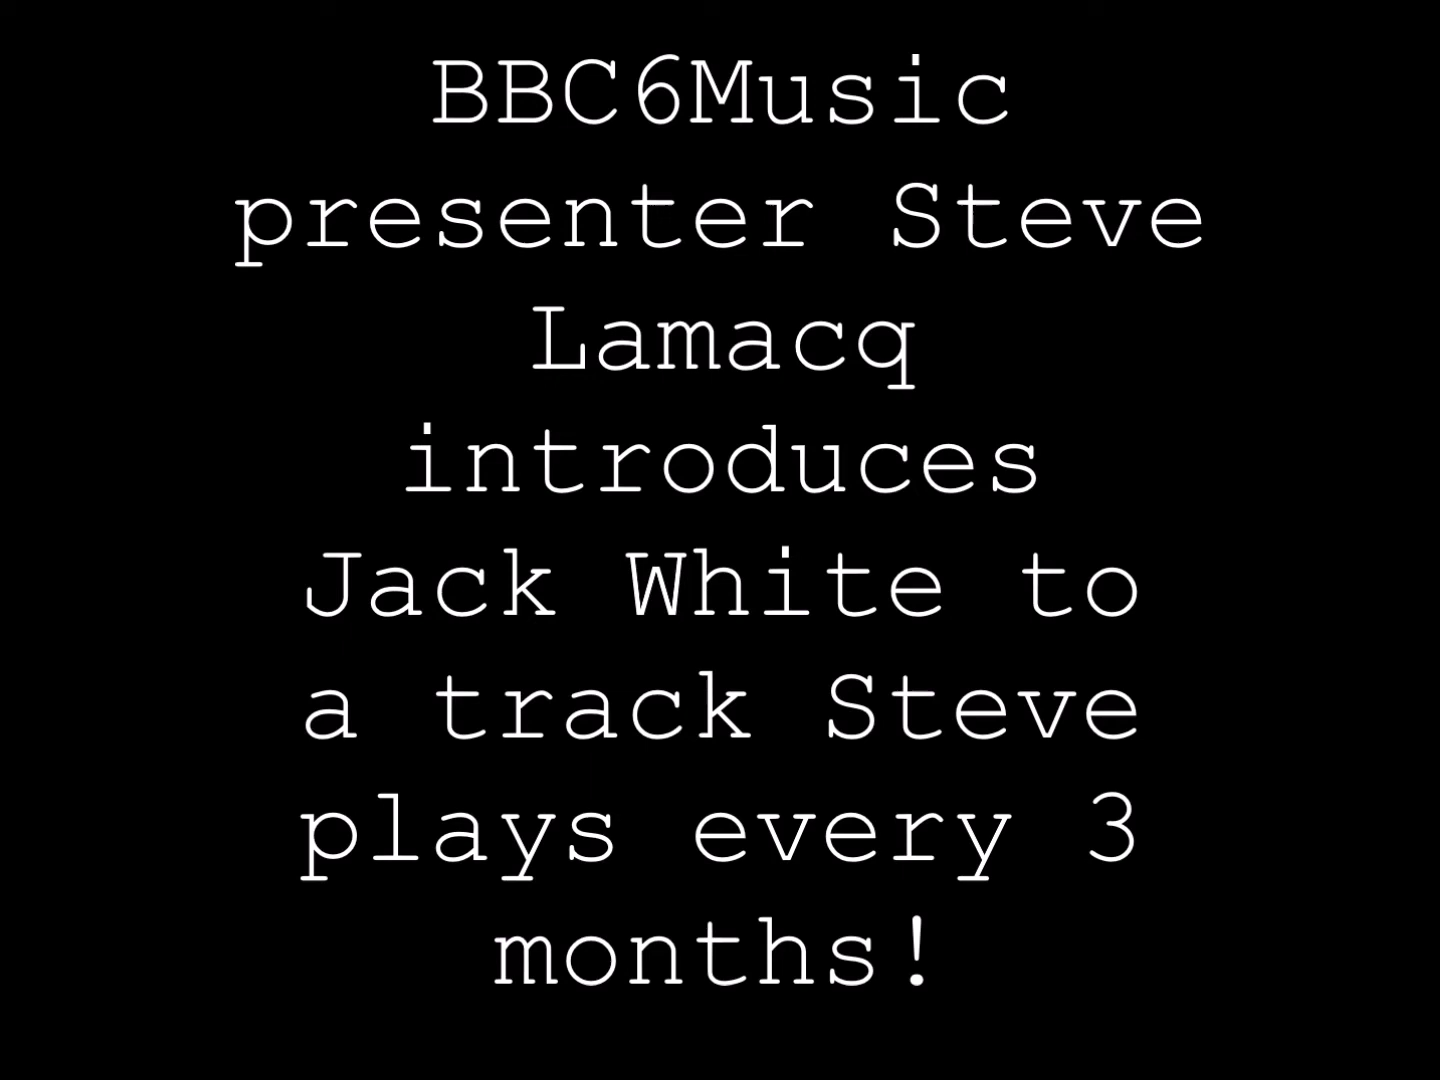 BBC6Music
presenter Steve
Lamacq
introduces
Jack White to
a track Steve
plays every 3
months!